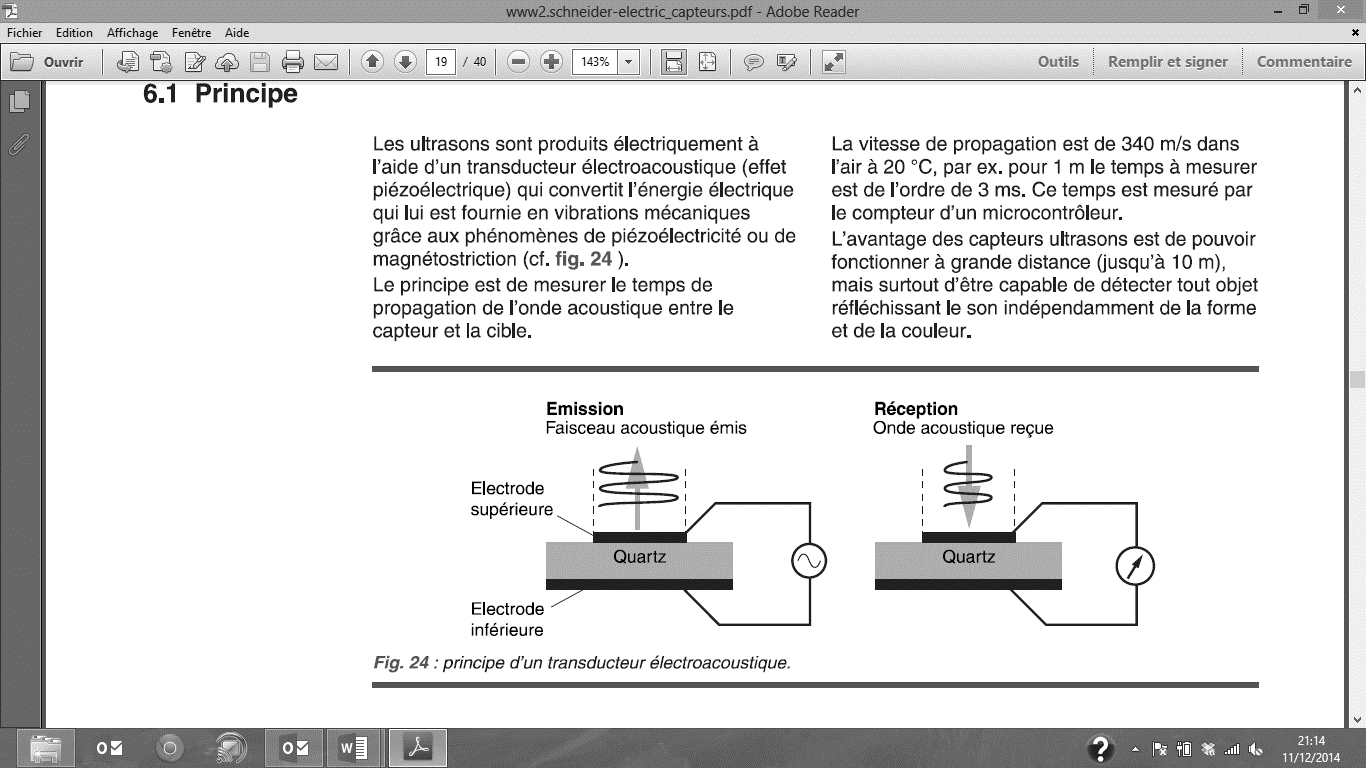 www2.schneider-electric_capteurs.pdf - Adobe Reader
Fichier Edition Affichage Fenêtre Aide
Ouvrir 19 / 40 143% Outils Remplir et signer Commentaire
6.1 Principe
Les ultrasons sont produits électriquement à
l'aide d'un transducteur électroacoustique (effet
piézoélectrique) qui convertit l'énergie électrique
qui lui est fournie en vibrations mécaniques
grâce aux phénomènes de piézoélectricité ou de
magnétostriction (cf. fig. 24 ).
Le principe est de mesurer le temps de
propagation de l'onde acoustique entre le
capteur et la cible.
La vitesse de propagation est de 340 m/s dans
l'air à 20 °C, par ex. pour 1 m le temps à mesurer
est de l'ordre de 3 ms. Ce temps est mesuré par
le compteur d'un microcontrôleur.
L'avantage des capteurs ultrasons est de pouvoir
fonctionner à grande distance (jusqu'à 10 m),
mais surtout d'être capable de détecter tout objet
réfléchissant le son indépendamment de la forme
et de la couleur.
Emission
Faisceau acoustique émis
Electrode
supérieure
Quartz
Electrode
inférieure
Réception
Onde acoustique reçue
Quartz
Fig. 24 : principe d'un transducteur électroacoustique.
21:14
11/12/2014